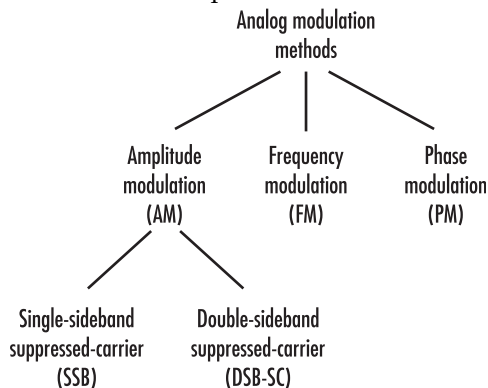 Analog modulation
methods
Amplitude
modulation
(AM)
Frequency
modulation
(FM)
Phase
modulation
(PM)
Single-sideband
suppressed-carrier
(SSB)
Double-sideband
suppressed-carrier
(DSB-SC)